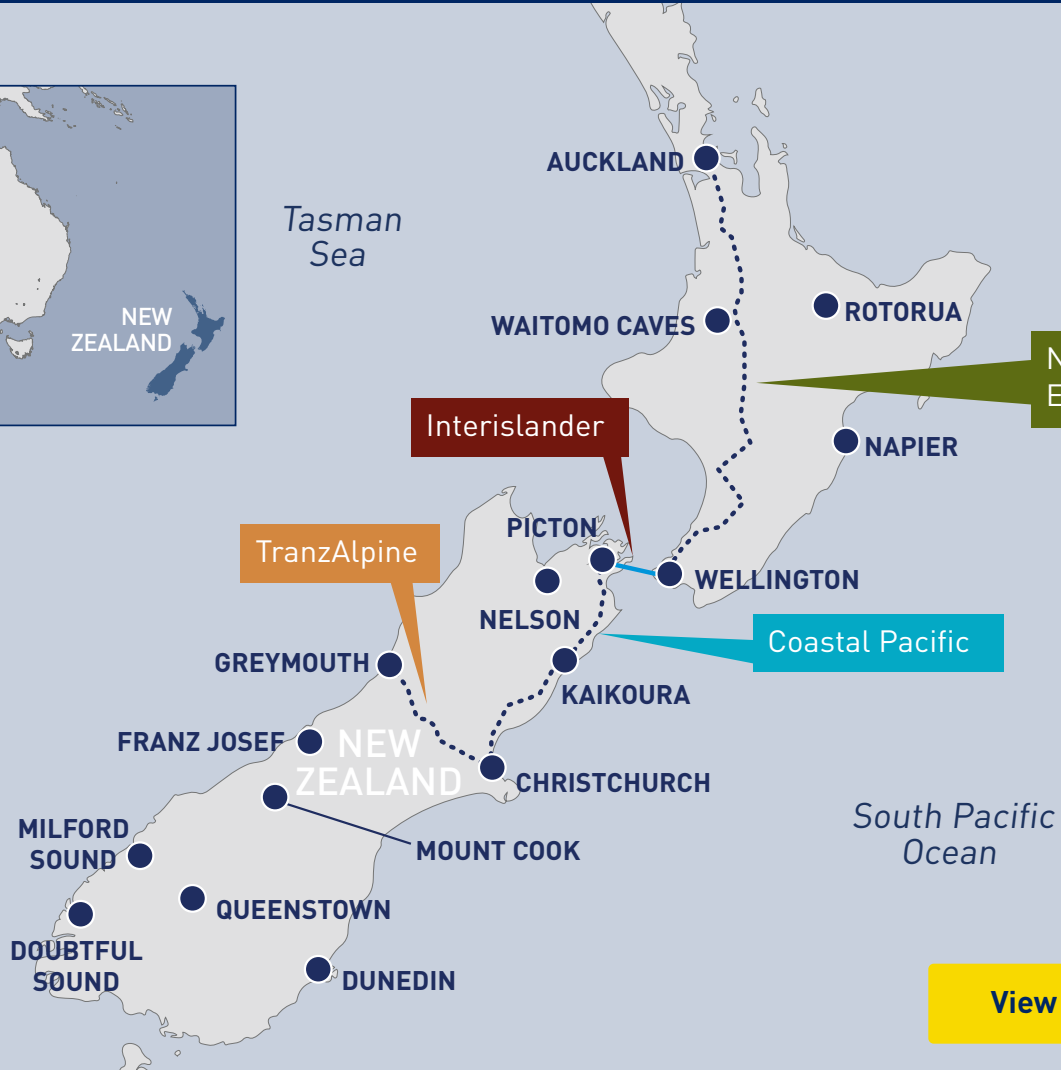 AUCKLAND
Tasman
Sea
NEW
ZEALAND
WAITOMO CAVES
ROTORUA
Interislander
NAPIER
PICTON
TranzAlpine
WELLINGTON
NELSON
Coastal Pacific
GREYMOUTH
KAIKOURA
FRANZ JOSEF
NEW
ZEALAND
CHRISTCHURCH
MILFORD
SOUND
MOUNT COOK
South Pacific
Ocean
QUEENSTOWN
DOUBTFUL
SOUND
DUNEDIN
View